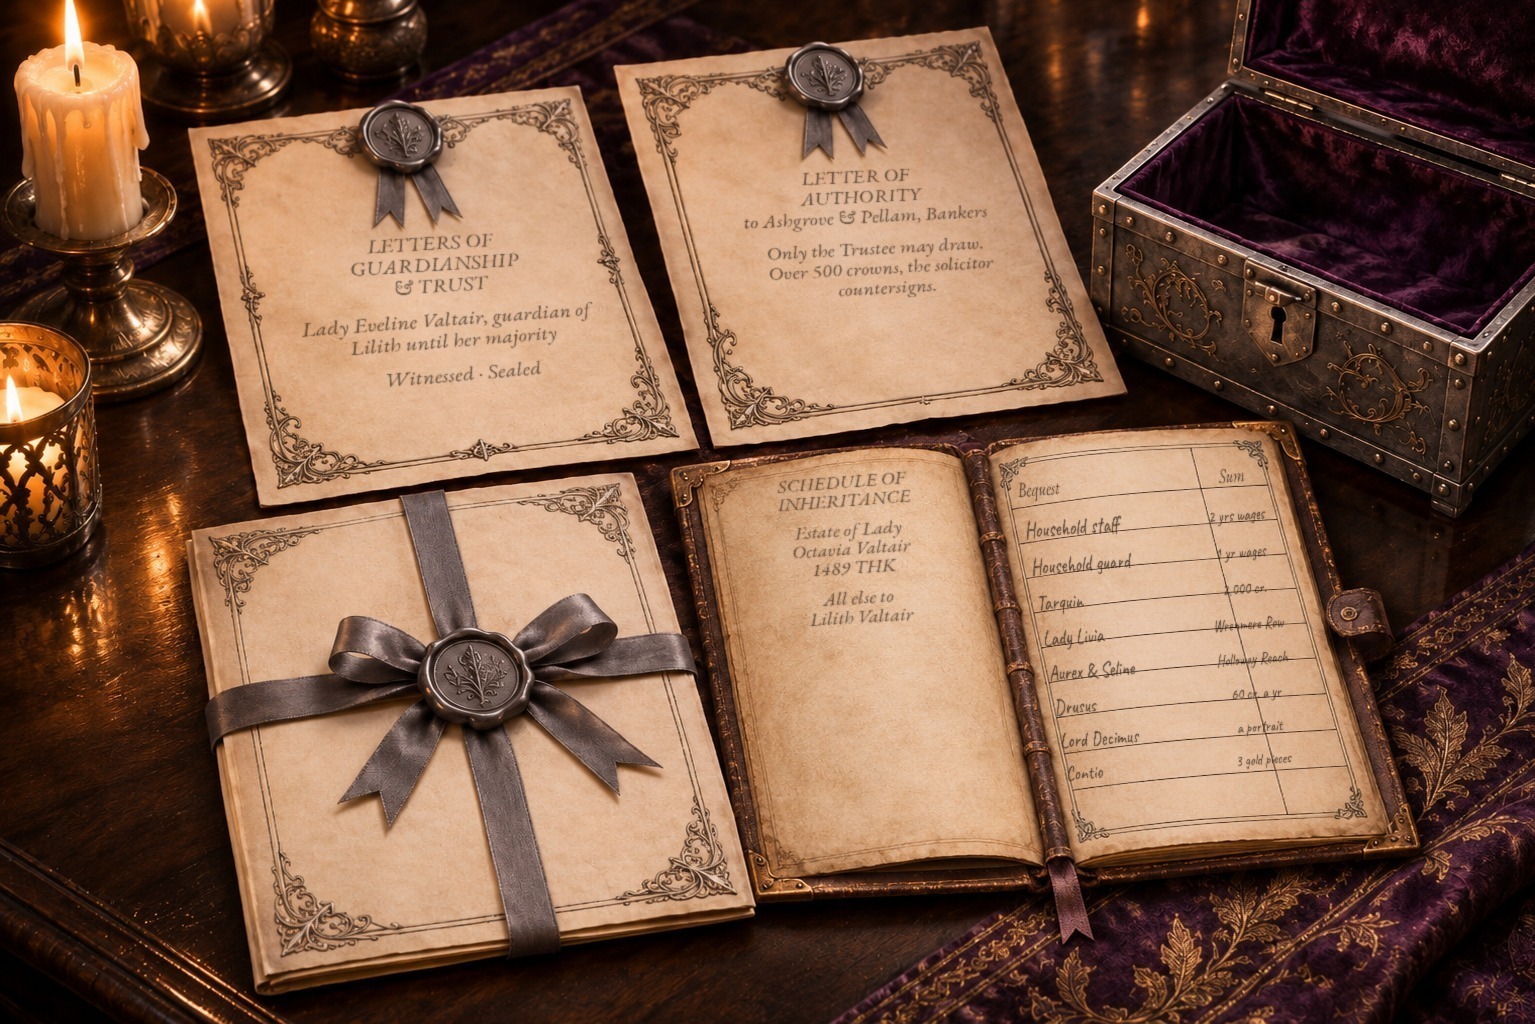 LETTERS OF
GUARDIANSHIP
& TRUST
Lady Eveline Valtair, guardian of
Lilith until her majority
Witnessed · Sealed
LETTER OF
AUTHORITY
to Ashgrove & Pellam, Bankers
Only the Trustee may draw.
Over 500 crowns, the solicitor
countersigns.
SCHEDULE OF
INHERITANCE
Estate of Lady
Octavia Valtair
1489 THK
All else to
Lilith Valtair
Bequest Sum
Household staff 2 yrs wages
Household guard 1 yr wages
Tarquin 2 000 cr.
Lady Livia Wrenmere Row
Aurex & Seline Holloway Reach
Drusus 60 cr. a yr
Lord Decimus a portrait
Contio 3 gold pieces